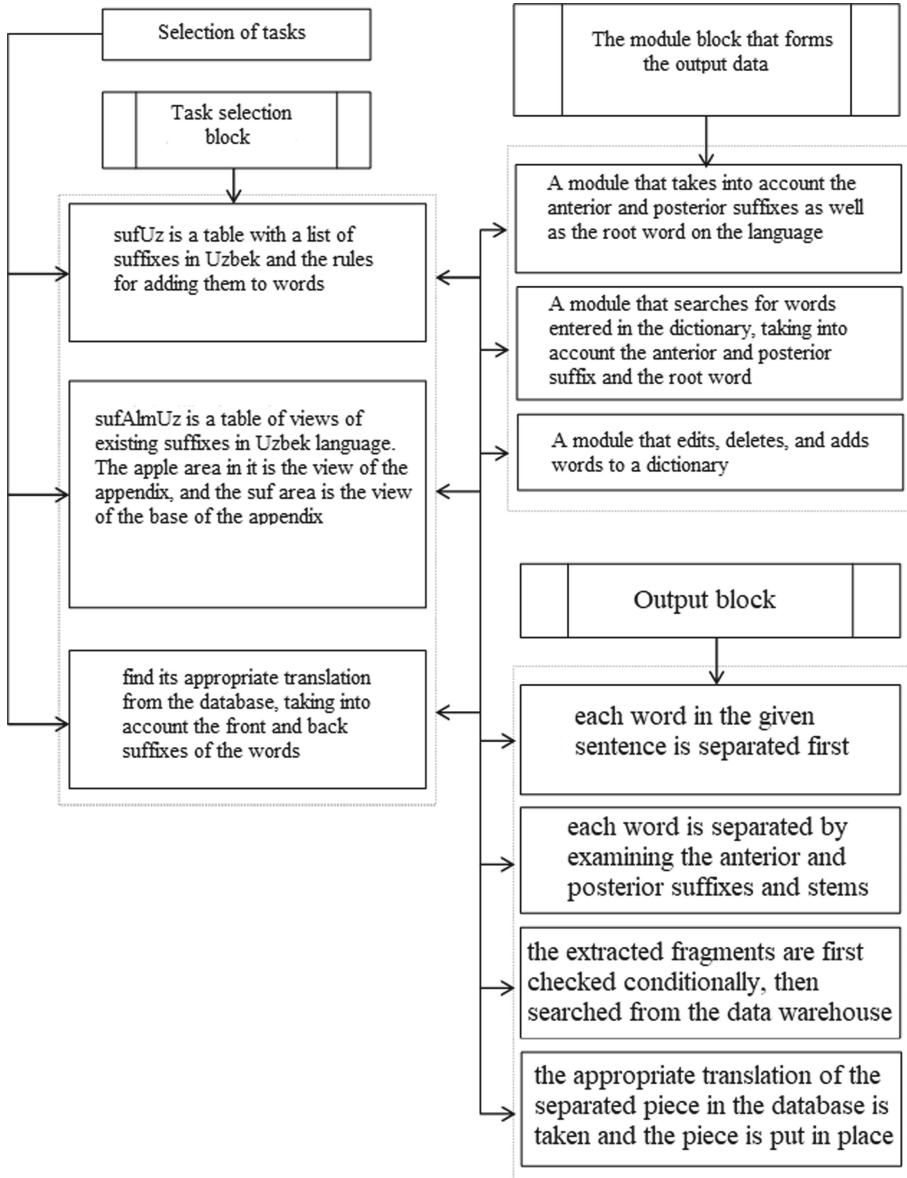 Selection of tasks
Task selection
block
sufUz is a table with a list of
suffixes in Uzbek and the rules
for adding them to words
sufAlmUz is a table of views of
existing suffixes in Uzbek language.
The apple area in it is the view of the
appendix, and the suf area is the view
of the base of the appendix
find its appropriate translation
from the database, taking into
account the front and back
suffixes of the words
The module block that forms
the output data
A module that takes into account the
anterior and posterior suffixes as well
as the root word on the language
A module that searches for words
entered in the dictionary, taking into
account the anterior and posterior
suffix and the root word
A module that edits, deletes, and adds
words to a dictionary
Output block
each word in the given
sentence is separated first
each word is separated by
examining the anterior and
posterior suffixes and stems
the extracted fragments are first
checked conditionally, then
searched from the data warehouse
the appropriate translation of the
separated piece in the database is
taken and the piece is put in place